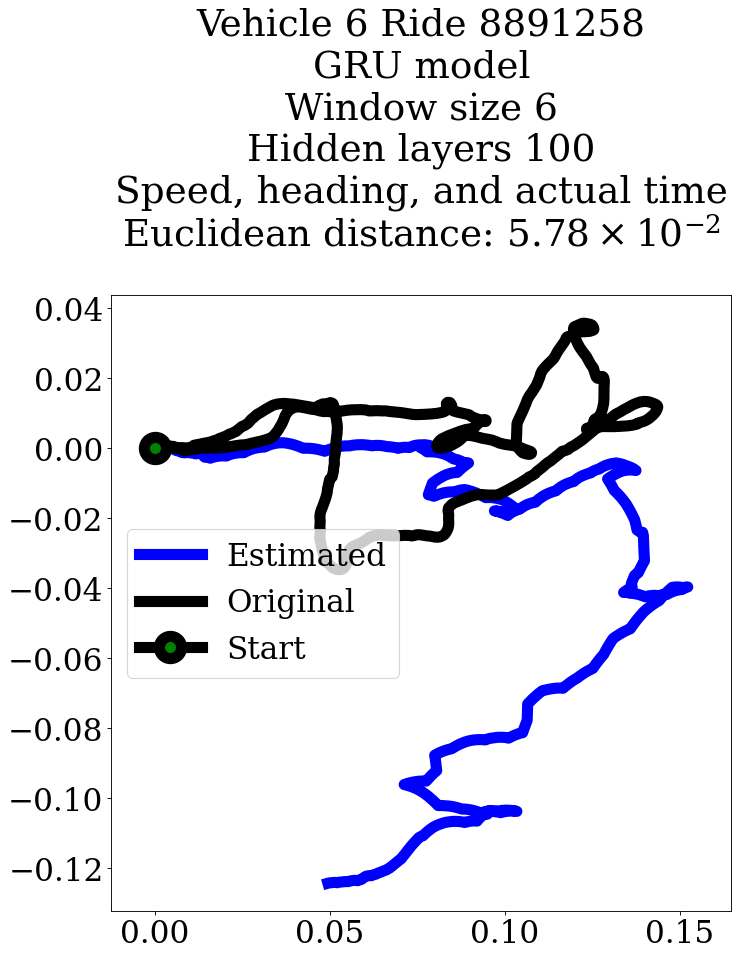 Vehicle 6 Ride 8891258
GRU model
Window size 6
Hidden layers 100
Speed, heading, and actual time
Euclidean distance: 5.78 × 10⁻²
0.04
0.02
0.00
−0.02
−0.04
−0.06
−0.08
−0.10
−0.12
Estimated
Original
Start
0.00 0.05 0.10 0.15